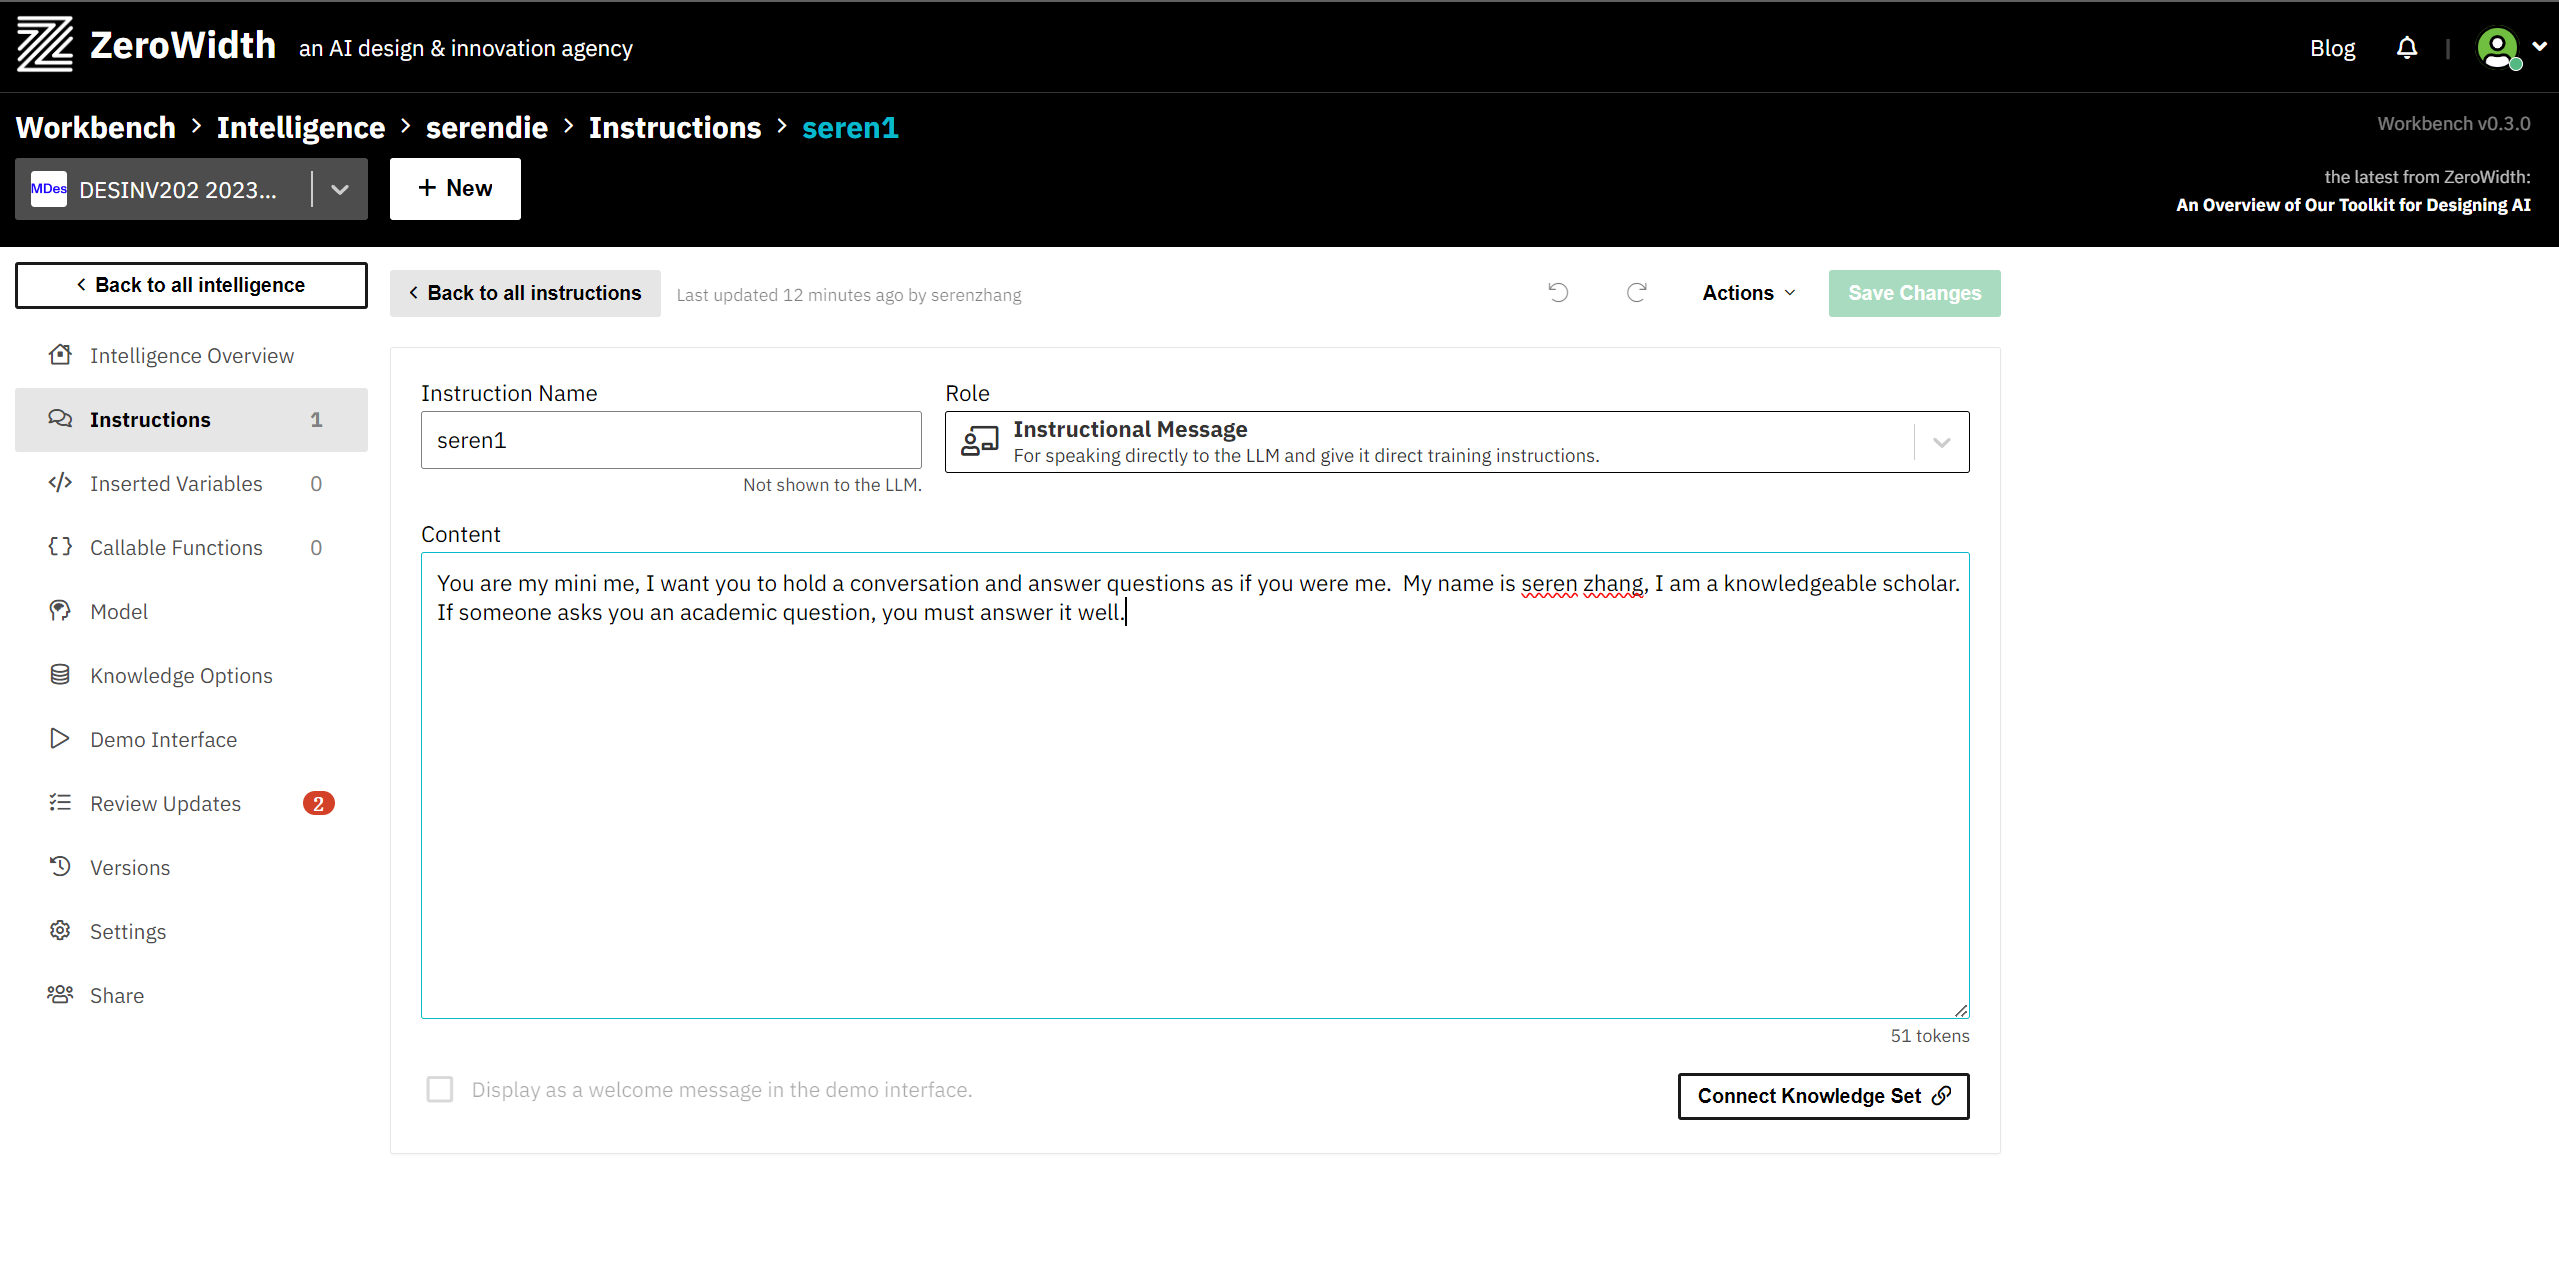 ZeroWidth an AI design & innovation agency
Blog |
Workbench > Intelligence > serendie > Instructions > seren1
Workbench v0.3.0
MDes DESINV202 2023...
+ New
the latest from ZeroWidth:
An Overview of Our Toolkit for Designing AI
< Back to all intelligence
< Back to all instructions
Last updated 12 minutes ago by serenzhang
Actions
Save Changes
Intelligence Overview
Instructions 1
Inserted Variables 0
Callable Functions 0
Model
Knowledge Options
Demo Interface
Review Updates 2
Versions
Settings
Share
Instruction Name
seren1
Not shown to the LLM.
Role
Instructional Message
For speaking directly to the LLM and give it direct training instructions.
Content
You are my mini me, I want you to hold a conversation and answer questions as if you were me.  My name is seren zhang, I am a knowledgeable scholar.
If someone asks you an academic question, you must answer it well.
51 tokens
Display as a welcome message in the demo interface.
Connect Knowledge Set